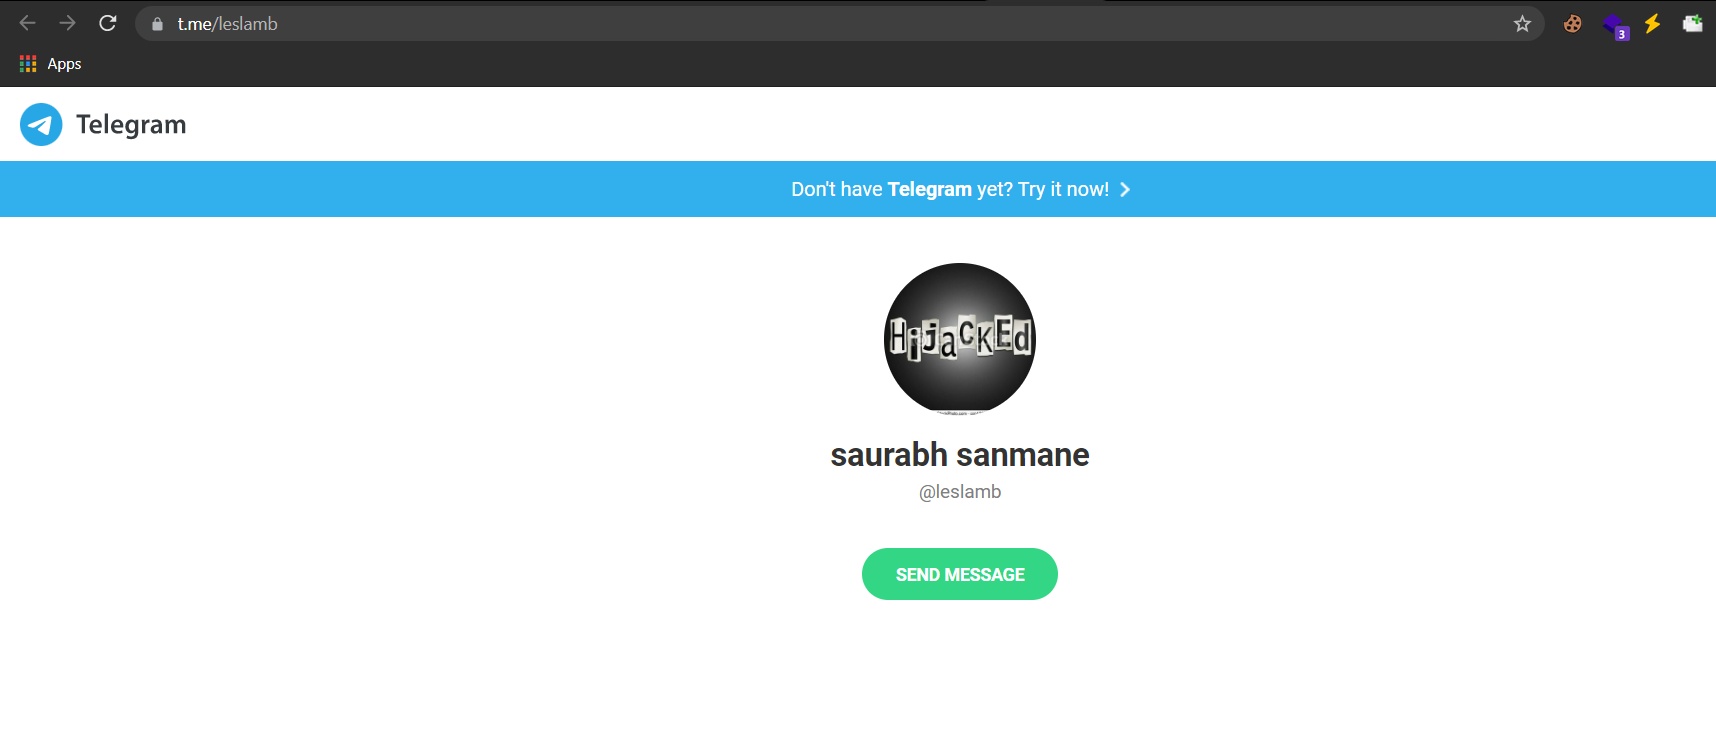 t.me/leslamb
3
Apps
Telegram
Don't have Telegram yet? Try it now!
HijacKEd
saurabh sanmane
@leslamb
SEND MESSAGE